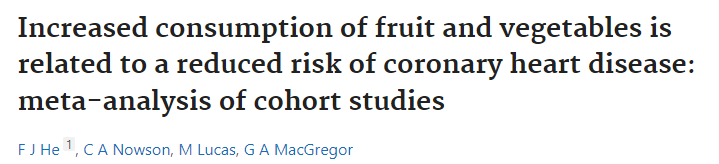 Increased consumption of fruit and vegetables is
related to a reduced risk of coronary heart disease:
meta-analysis of cohort studies
F J He 1, C A Nowson, M Lucas, G A MacGregor